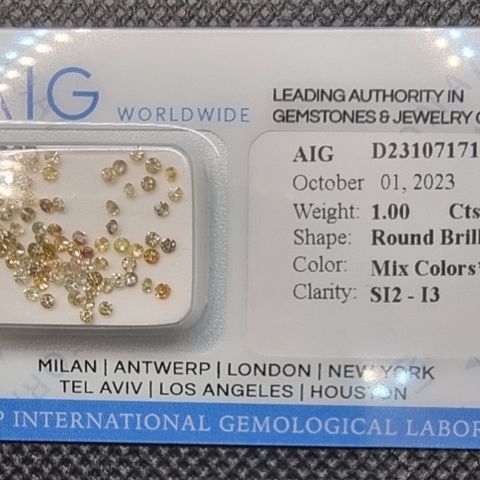 AIG WORLDWIDE
LEADING AUTHORITY IN
GEMSTONES & JEWELRY
AIG D23107171
October 01, 2023
Weight: 1.00 Cts
Shape: Round Brill
Color: Mix Colors*
Clarity: SI2 - I3
MILAN | ANTWERP | LONDON | NEW YORK
TEL AVIV | LOS ANGELES | HOUSTON
P INTERNATIONAL GEMOLOGICAL LABOR